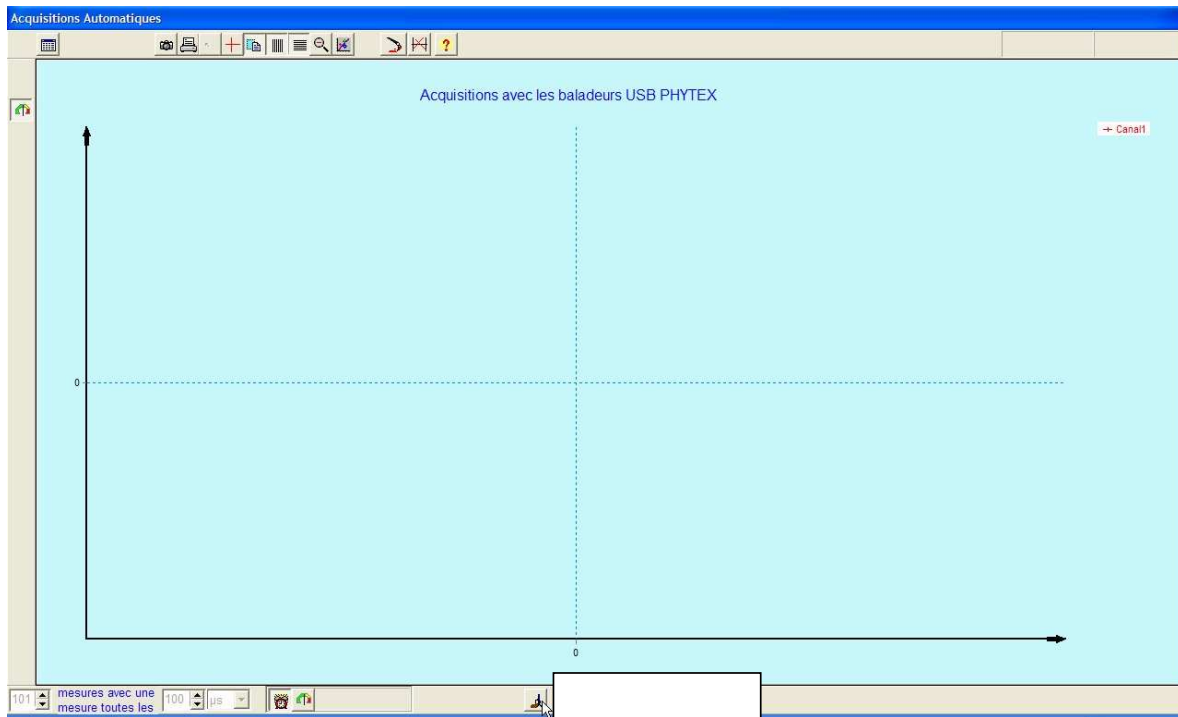 Acquisitions Automatiques
?
Acquisitions avec les baladeurs USB PHYTEX
Canal1
0
0
101 mesures avec une mesure toutes les 100 µs